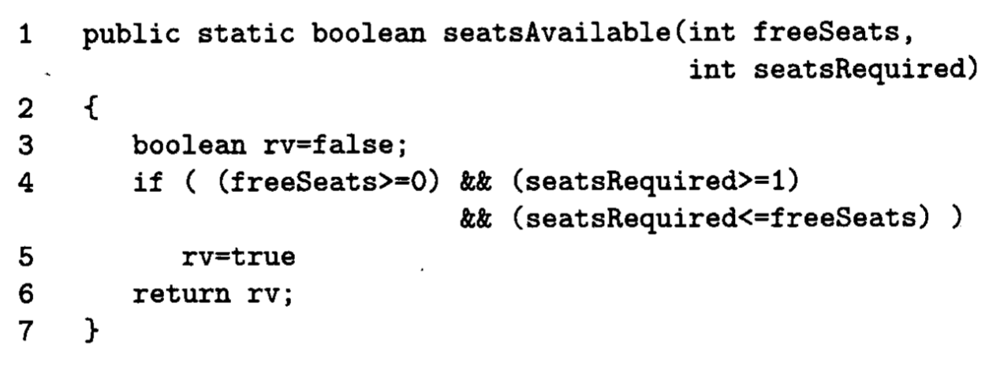 1 public static boolean seatsAvailable(int freeSeats,
int seatsRequired)
2 {
3 boolean rv=false;
4 if ( (freeSeats>=0) && (seatsRequired>=1)
&& (seatsRequired<=freeSeats) )
5 rv=true
6 return rv;
7 }